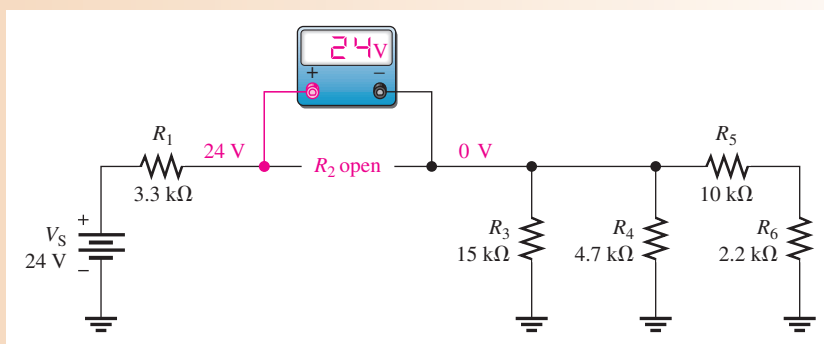 24V
+ −
R1
24 V
R2 open
0 V
R5
3.3 kΩ
10 kΩ
+
VS
24 V
−
R3
15 kΩ
R4
4.7 kΩ
R6
2.2 kΩ